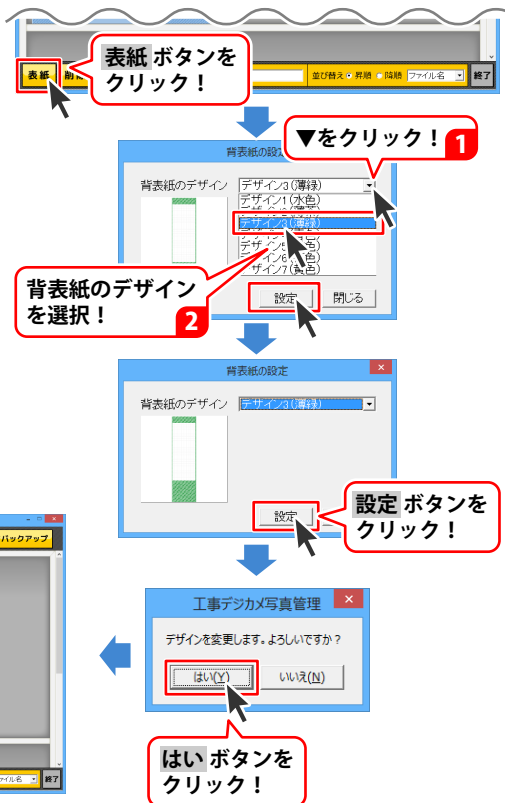 表紙 ボタンを
クリック！
表紙
並び替え 昇順 降順 ファイル名 終了
▼をクリック！
1
背表紙の設定
背表紙のデザイン デザイン3(薄緑)
デザイン1(水色)
デザイン3(薄緑)
デザイン7(黄色)
背表紙のデザイン
を選択！
2
設定 閉じる
背表紙の設定
背表紙のデザイン デザイン3(薄緑)
設定
設定 ボタンを
クリック！
バックアップ
工事デジカメ写真管理
デザインを変更します。よろしいですか？
はい(Y) いいえ(N)
はい ボタンを
クリック！
ァイル名 終了